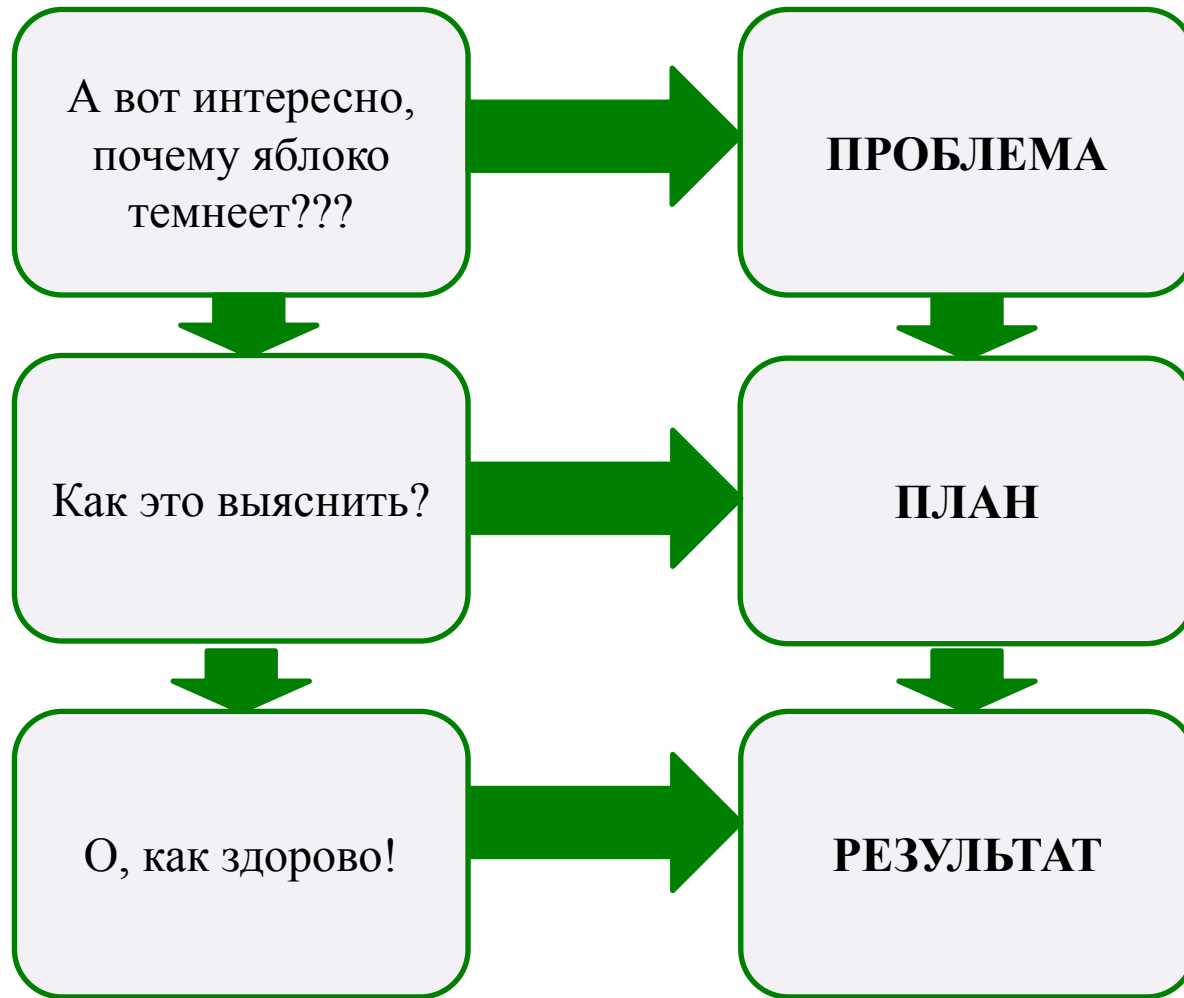 А вот интересно,
почему яблоко
темнеет???
ПРОБЛЕМА
Как это выяснить?
ПЛАН
О, как здорово!
РЕЗУЛЬТАТ